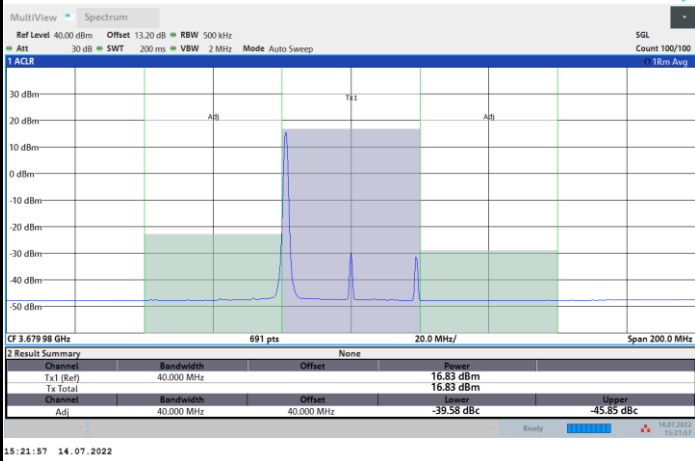 MultiView Spectrum
Ref Level 40.00 dBm Offset 13.20 dB RBW 500 kHz SGL
Att 30 dB SWT 200 ms VBW 2 MHz Mode Auto Sweep Count 100/100
1 ACLR 1Rm Avg
30 dBm
Tx1
20 dBm
Adj Adj
10 dBm
0 dBm
-10 dBm
-20 dBm
-30 dBm
-40 dBm
-50 dBm
CF 3.67998 GHz 691 pts 20.0 MHz/ Span 200.0 MHz
2 Result Summary None
Channel Bandwidth Offset Power
Tx1 (Ref) 40.000 MHz 16.83 dBm
Tx Total 16.83 dBm
Channel Bandwidth Offset Lower Upper
Adj 40.000 MHz 40.000 MHz -39.58 dBc -45.85 dBc
Ready 14.07.2022
15:21:57
15:21:57 14.07.2022